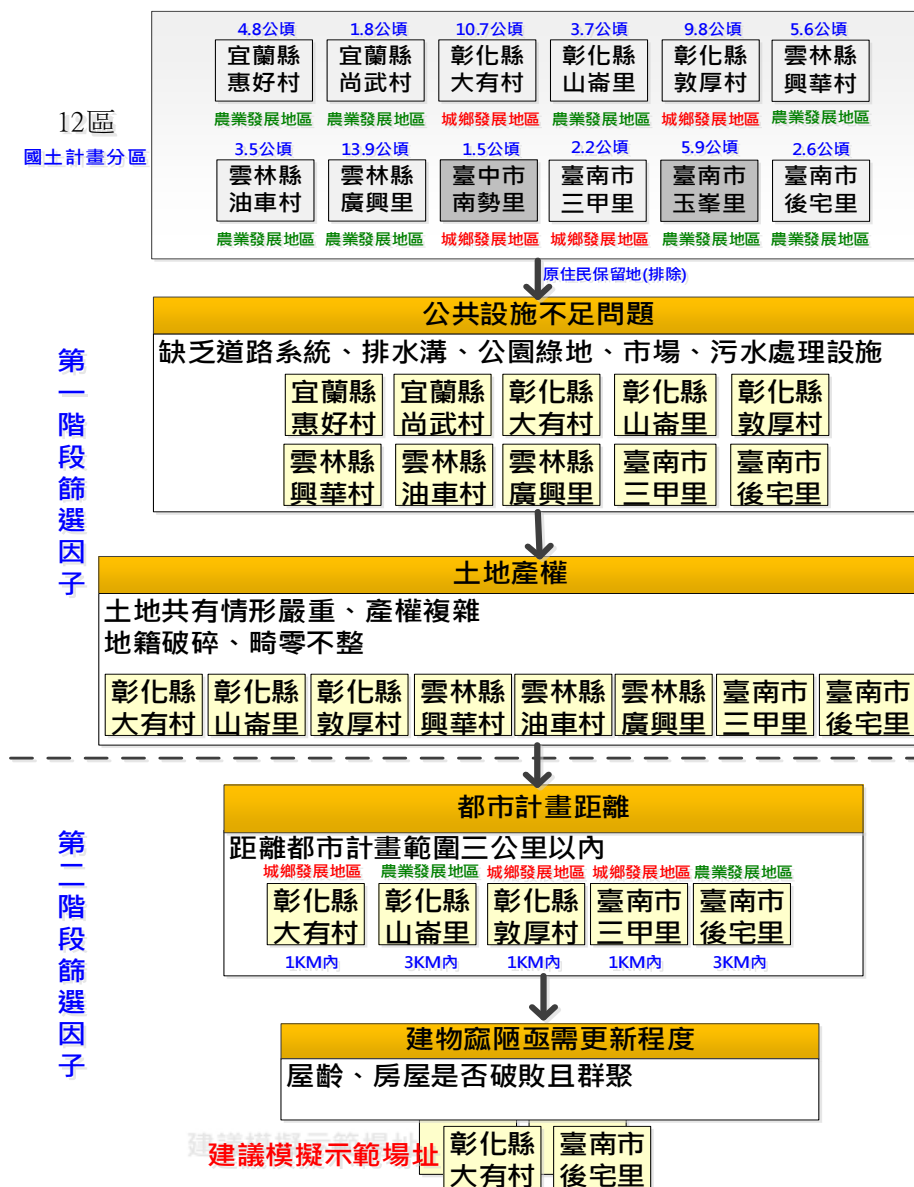 4.8公頃 1.8公頃 10.7公頃 3.7公頃 9.8公頃 5.6公頃
宜蘭縣 宜蘭縣 彰化縣 彰化縣 彰化縣 雲林縣
惠好村 尚武村 大有村 山崙里 敦厚村 興華村
農業發展地區 農業發展地區 城鄉發展地區 農業發展地區 城鄉發展地區 農業發展地區
12區
國土計畫分區
3.5公頃 13.9公頃 1.5公頃 2.2公頃 5.9公頃 2.6公頃
雲林縣 雲林縣 臺中市 臺南市 臺南市 臺南市
油車村 廣興里 南勢里 三甲里 玉峯里 後宅里
農業發展地區 農業發展地區 城鄉發展地區 城鄉發展地區 農業發展地區 農業發展地區
原住民保留地(排除)
第一階段篩選因子
公共設施不足問題
缺乏道路系統、排水溝、公園綠地、市場、污水處理設施
宜蘭縣 宜蘭縣 彰化縣 彰化縣 彰化縣
惠好村 尚武村 大有村 山崙里 敦厚村
雲林縣 雲林縣 雲林縣 臺南市 臺南市
興華村 油車村 廣興里 三甲里 後宅里
土地產權
土地共有情形嚴重、產權複雜
地籍破碎、畸零不整
彰化縣 彰化縣 彰化縣 雲林縣 雲林縣 雲林縣 臺南市 臺南市
大有村 山崙里 敦厚村 興華村 油車村 廣興里 三甲里 後宅里
第二階段篩選因子
都市計畫距離
距離都市計畫範圍三公里以內
城鄉發展地區 農業發展地區 城鄉發展地區 城鄉發展地區 農業發展地區
彰化縣 彰化縣 彰化縣 臺南市 臺南市
大有村 山崙里 敦厚村 三甲里 後宅里
1KM內 3KM內 1KM內 1KM內 3KM內
建物窳陋亟需更新程度
屋齡、房屋是否破敗且群聚
建議模擬示範場址
彰化縣 臺南市
大有村 後宅里